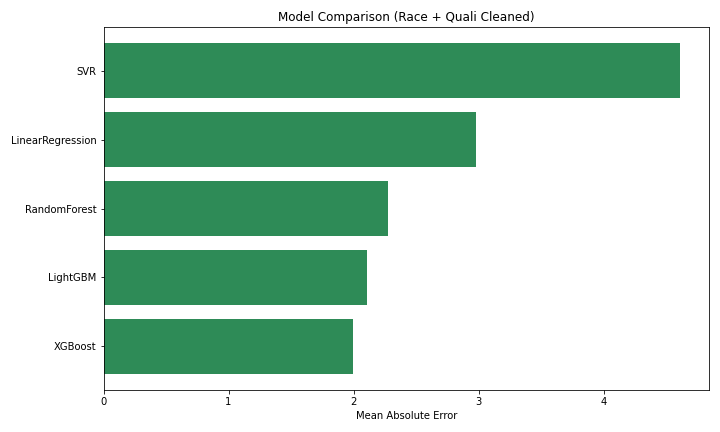 Model Comparison (Race + Quali Cleaned)
SVR
LinearRegression
RandomForest
LightGBM
XGBoost
0 1 2 3 4
Mean Absolute Error